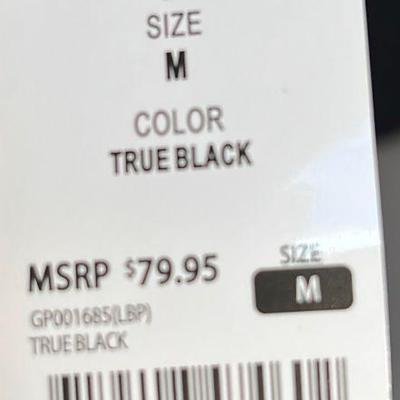 SIZE
M
COLOR
TRUE BLACK
MSRP $79.95
SIZE
M
GP001685(LBP)
TRUE BLACK